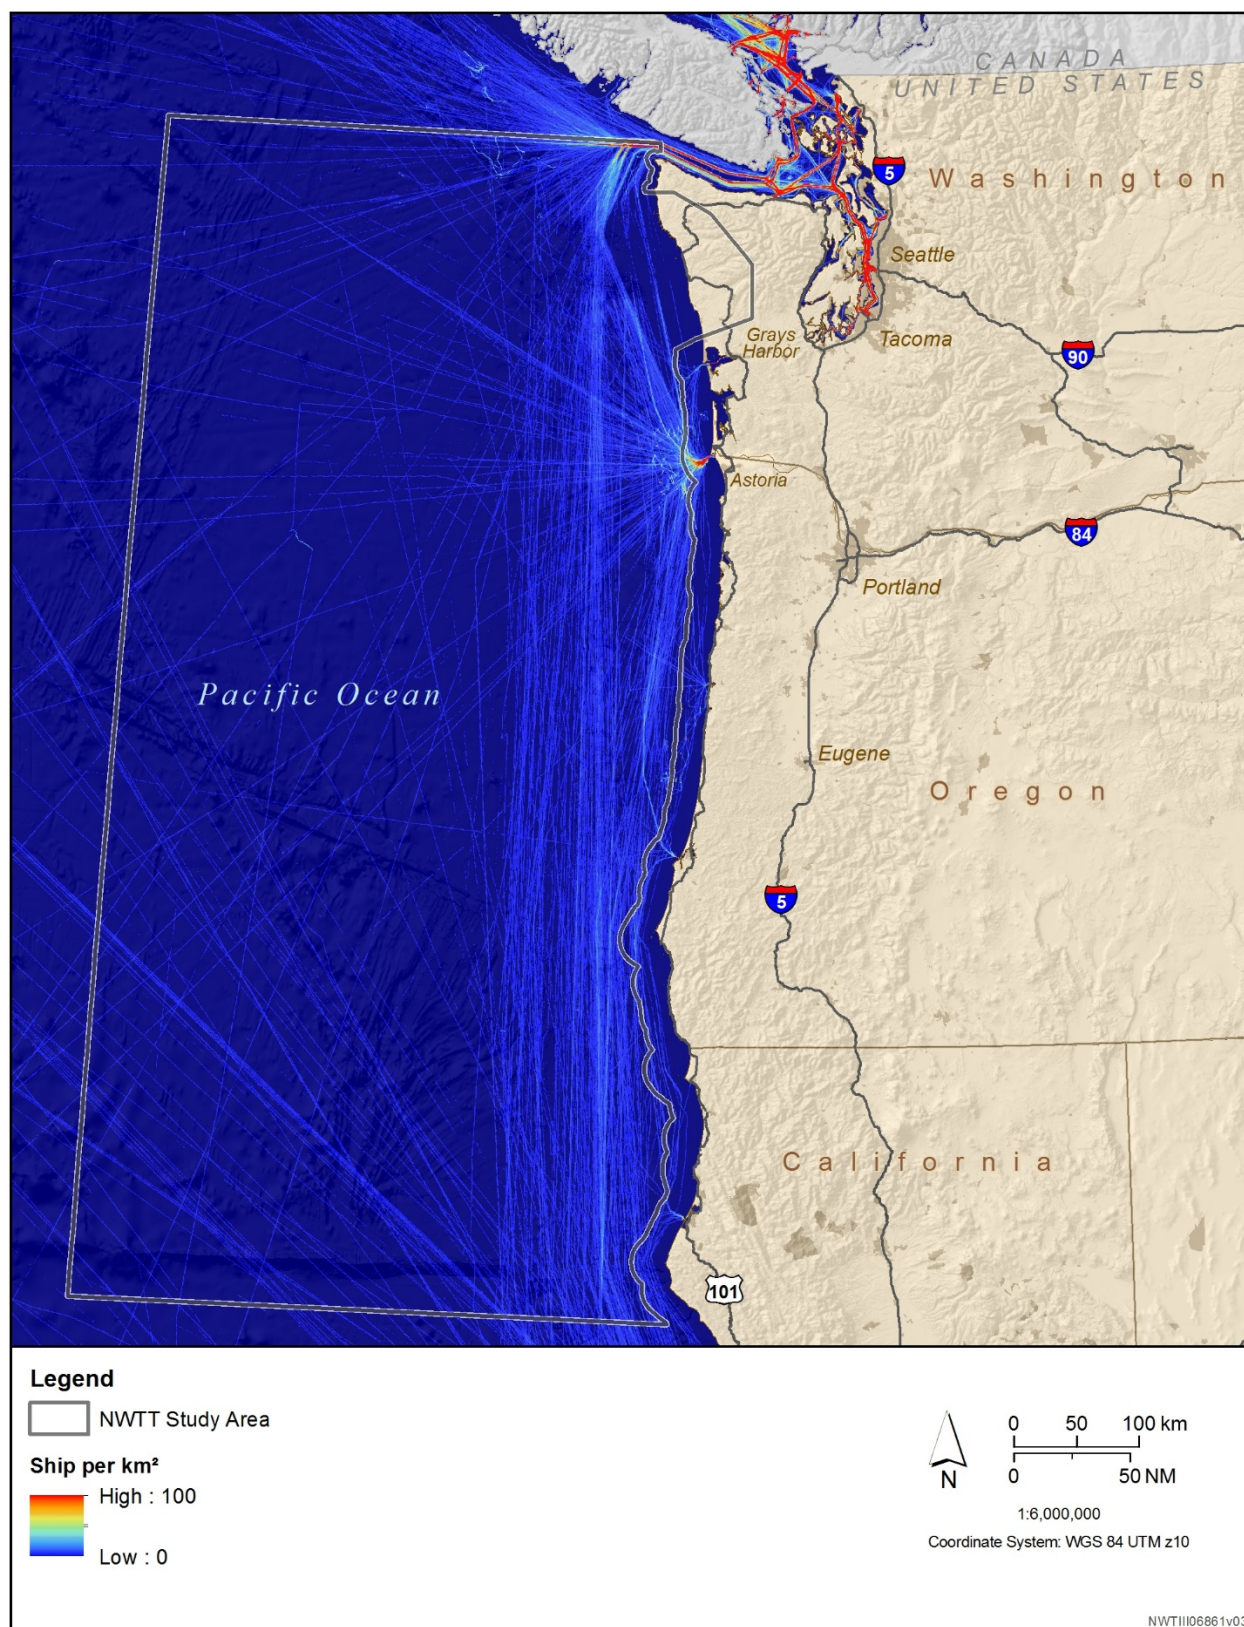 CANADA
UNITED STATES
5
Washington
Seattle
Grays
Harbor
Tacoma
90
Astoria
84
Portland
Pacific Ocean
Eugene
Oregon
5
California
101
Legend
NWTT Study Area
Ship per km²
High : 100
Low : 0
0 50 100 km
0 50 NM
N
1:6,000,000
Coordinate System: WGS 84 UTM z10
NWTIII06861v03